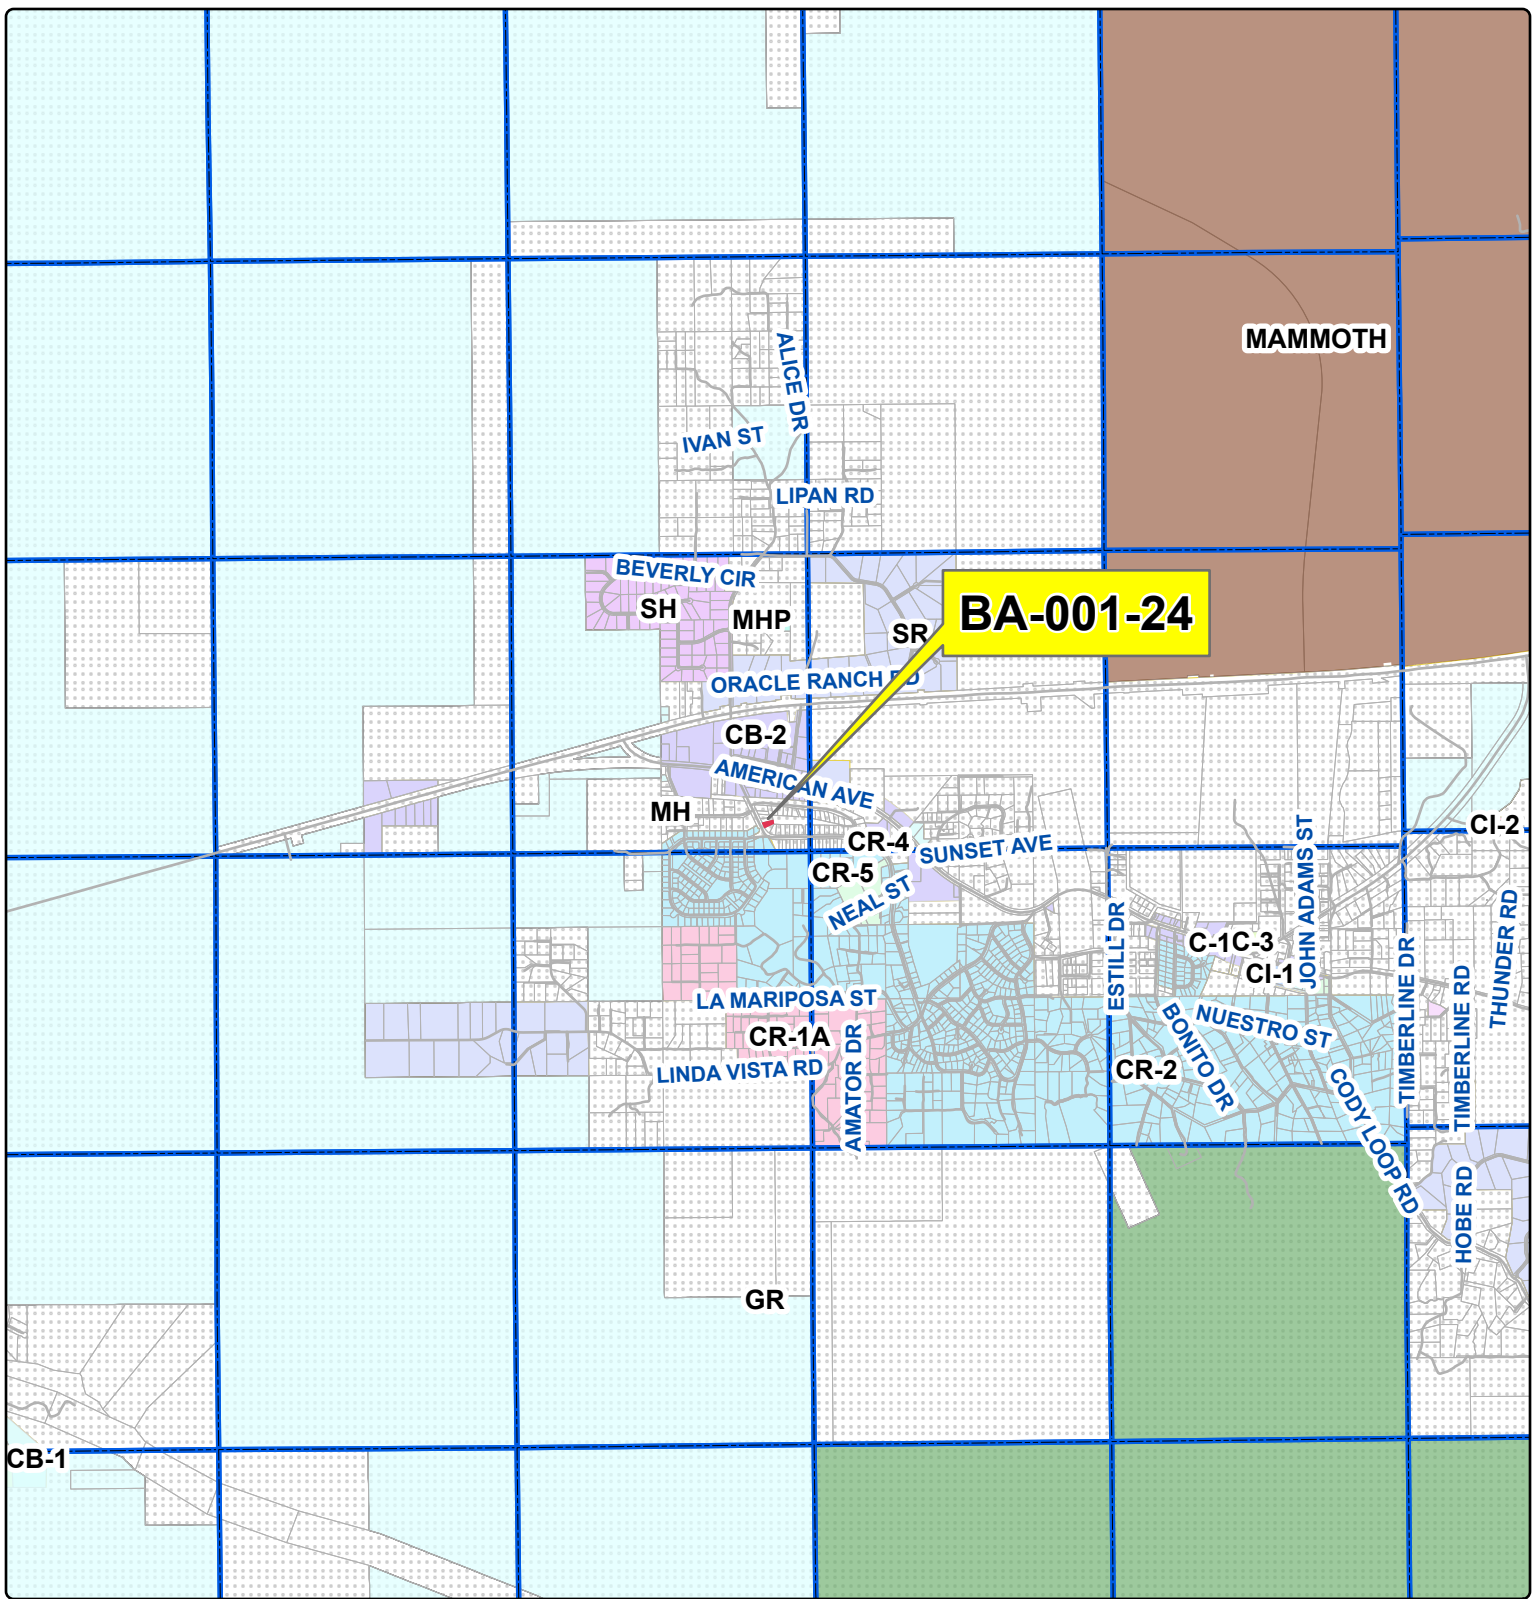 MAMMOTH
ALICE DR
IVAN ST
LIPAN RD
BEVERLY CIR
SH
MHP
SR
BA-001-24
ORACLE RANCH RD
CB-2
AMERICAN AVE
MH
CR-4
SUNSET AVE
CI-2
CR-5
NEAL ST
JOHN ADAMS ST
ESTILL DR
C-1
C-3
CI-1
THUNDER RD
TIMBERLINE DR
TIMBERLINE RD
LA MARIPOSA ST
NUESTRO ST
BONITO DR
CR-1A
AMATOR DR
LINDA VISTA RD
CR-2
CODY LOOP RD
HOBE RD
GR
CB-1